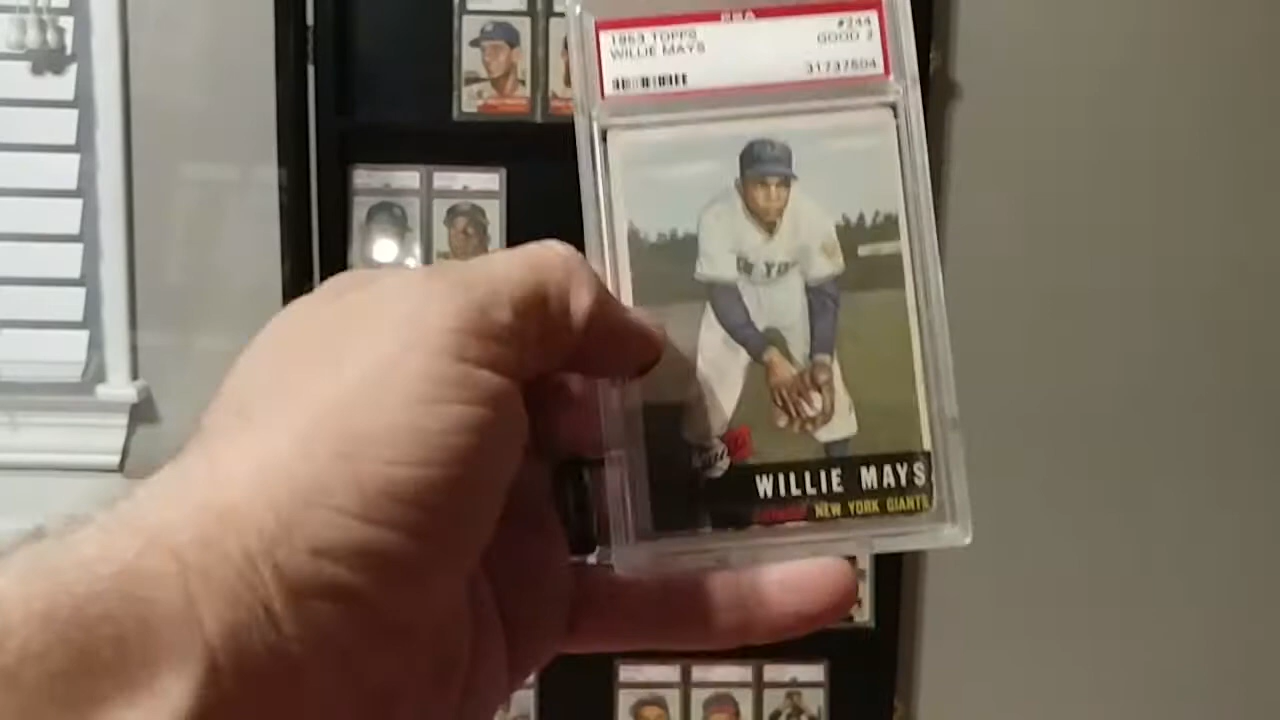 1953 TOPPS #244
WILLIE MAYS GOOD 2
31737504
WILLIE MAYS
NEW YORK GIANTS